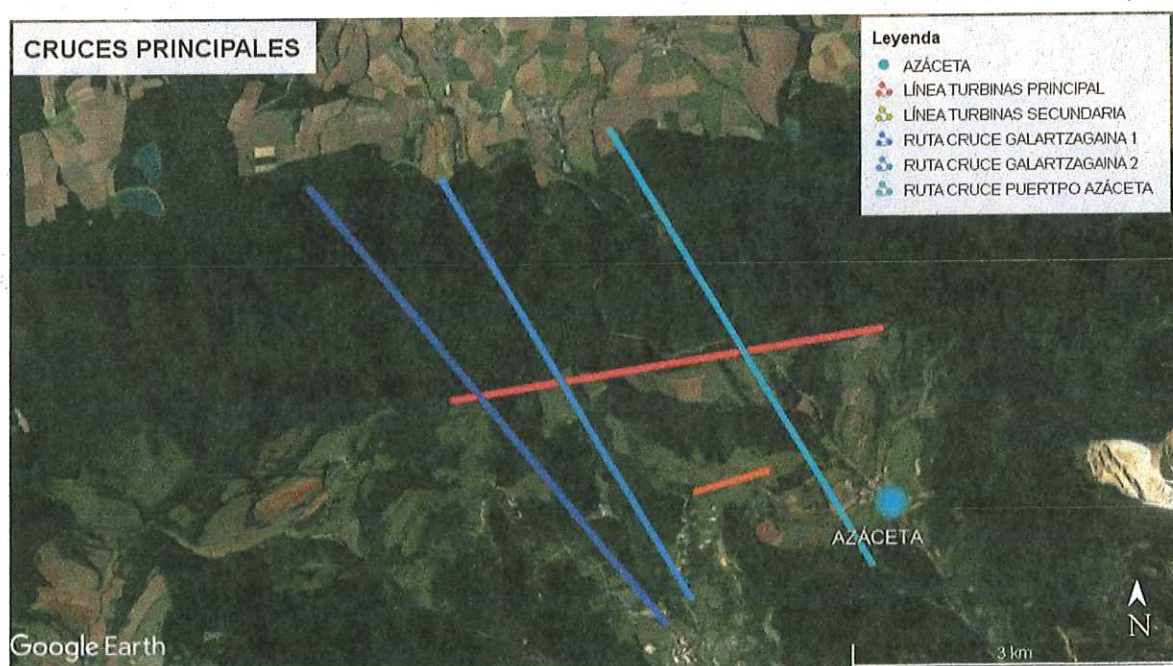 CRUCES PRINCIPALES
Leyenda
AZÁCETA
LÍNEA TURBINAS PRINCIPAL
LÍNEA TURBINAS SECUNDARIA
RUTA CRUCE GALARTZAGAINA 1
RUTA CRUCE GALARTZAGAINA 2
RUTA CRUCE PUERTPO AZÁCETA
AZÁCETA
N
Google Earth
3 km